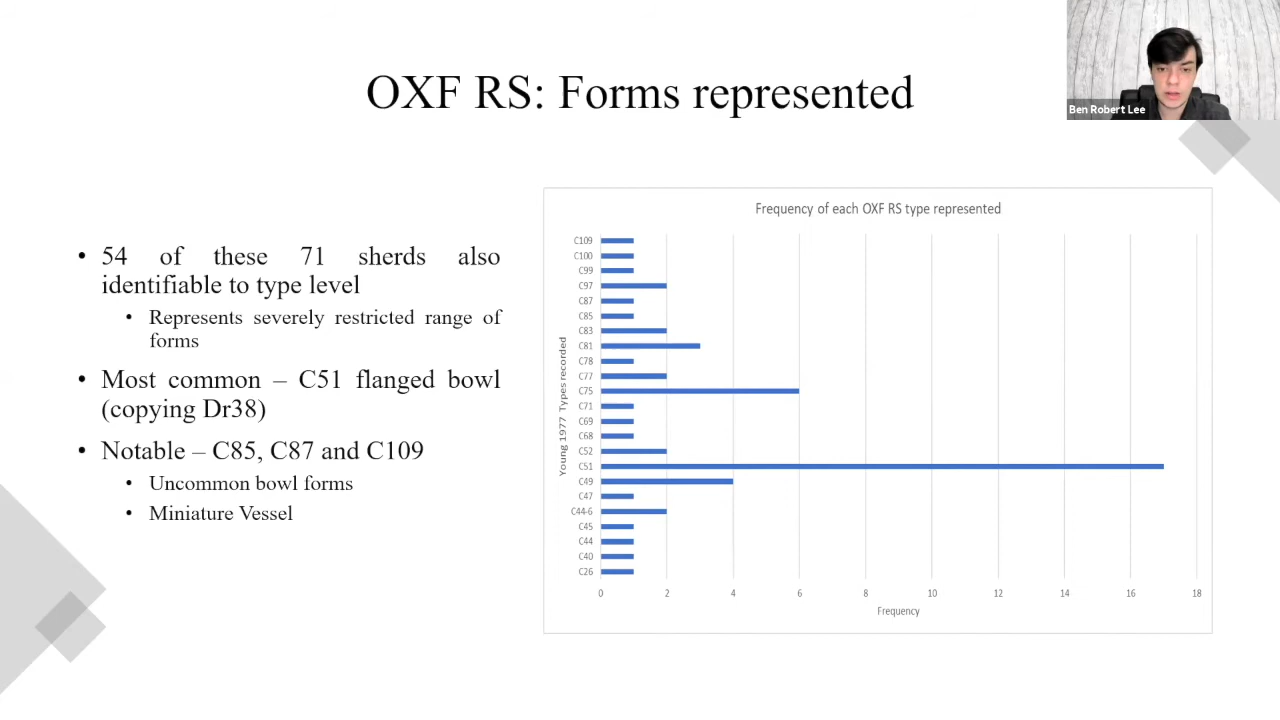 OXF RS: Forms represented
Ben Robert Lee
• 54 of these 71 sherds also
identifiable to type level
• Represents severely restricted range of
forms
• Most common – C51 flanged bowl
(copying Dr38)
• Notable – C85, C87 and C109
• Uncommon bowl forms
• Miniature Vessel
Frequency of each OXF RS type represented
Young 1977 Types recorded
C109
C100
C99
C97
C87
C85
C83
C81
C78
C77
C75
C71
C69
C68
C52
C51
C49
C47
C44-6
C45
C44
C40
C26
0 2 4 6 8 10 12 14 16 18
Frequency